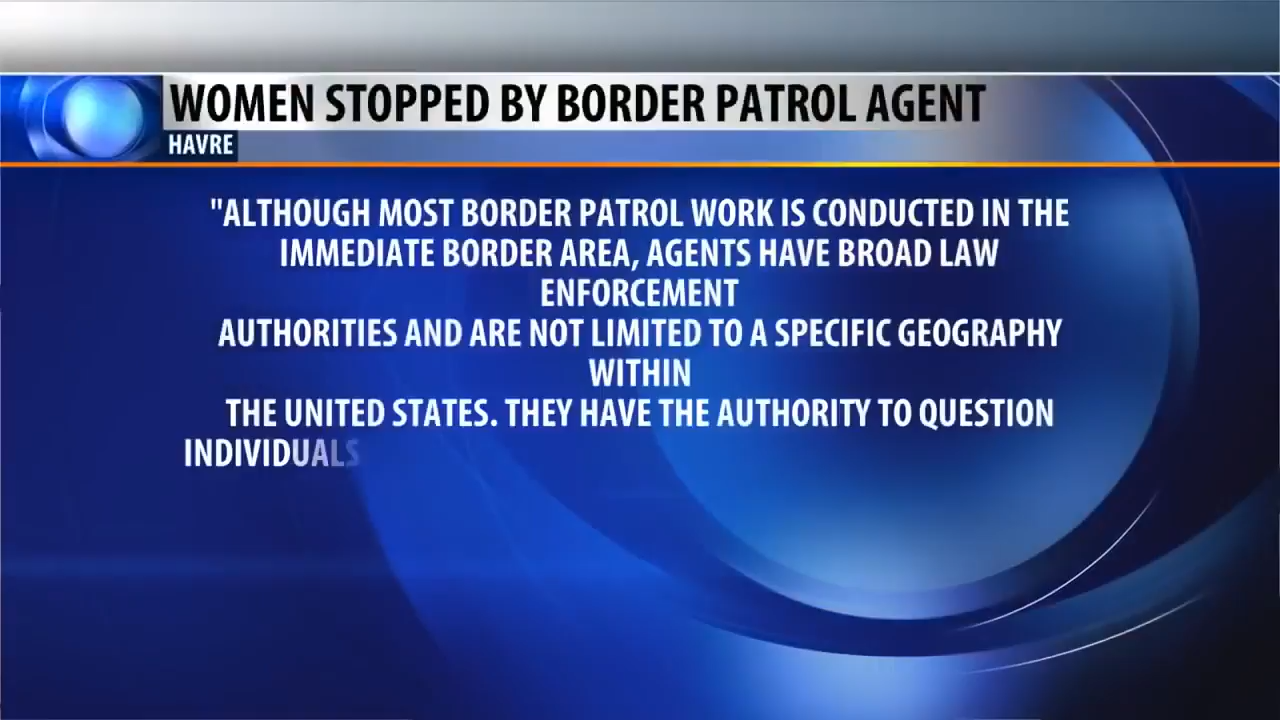 WOMEN STOPPED BY BORDER PATROL AGENT
HAVRE
"ALTHOUGH MOST BORDER PATROL WORK IS CONDUCTED IN THE
IMMEDIATE BORDER AREA, AGENTS HAVE BROAD LAW
ENFORCEMENT
AUTHORITIES AND ARE NOT LIMITED TO A SPECIFIC GEOGRAPHY
WITHIN
THE UNITED STATES. THEY HAVE THE AUTHORITY TO QUESTION
INDIVIDUALS